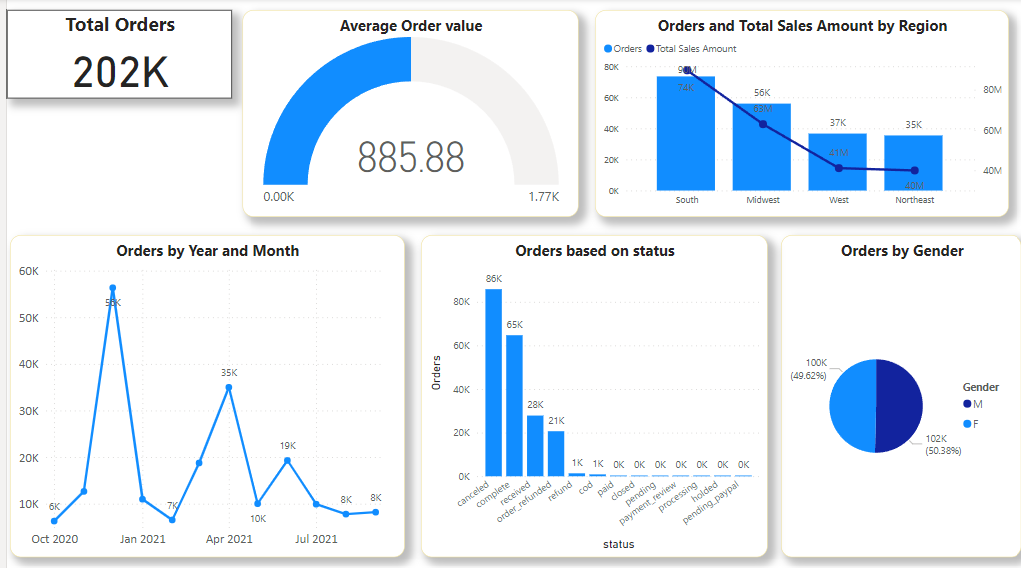 Total Orders
202K
Average Order value
885.88
0.00K
1.77K
Orders and Total Sales Amount by Region
Orders Total Sales Amount
80K
60K
40K
20K
0K
80M
60M
40M
74K
56K
63M
37K
41M
35K
40M
South
Midwest
West
Northeast
Orders by Year and Month
60K
50K
40K
30K
20K
10K
6K
56K
7K
35K
10K
19K
8K
8K
Oct 2020
Jan 2021
Apr 2021
Jul 2021
Orders based on status
Orders
80K
60K
40K
20K
0K
86K
65K
28K
21K
1K
1K
0K
0K
0K
0K
0K
0K
0K
canceled
complete
received
order_refunded
refund
cod
paid
closed
pending
payment_review
processing
holded
pending_paypal
status
Orders by Gender
100K
(49.62%)
102K
(50.38%)
Gender
M
F